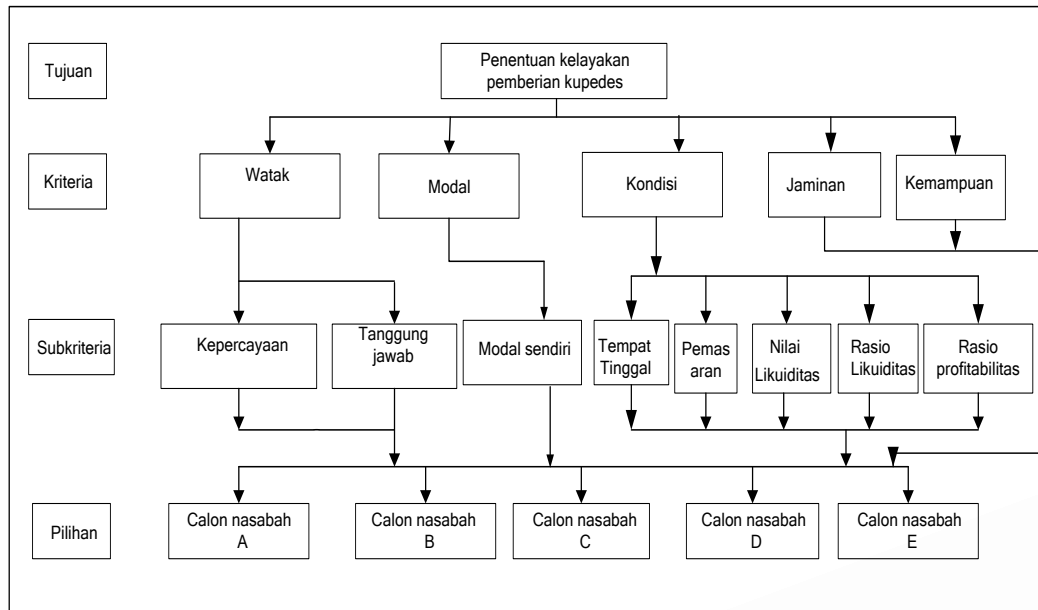 Tujuan
Penentuan kelayakan
pemberian kupedes
Kriteria
Watak
Modal
Kondisi
Jaminan
Kemampuan
Subkriteria
Kepercayaan
Tanggung
jawab
Modal sendiri
Tempat
Tinggal
Pemas
aran
Nilai
Likuiditas
Rasio
Likuiditas
Rasio
profitabilitas
Pilihan
Calon nasabah
A
Calon nasabah
B
Calon nasabah
C
Calon nasabah
D
Calon nasabah
E